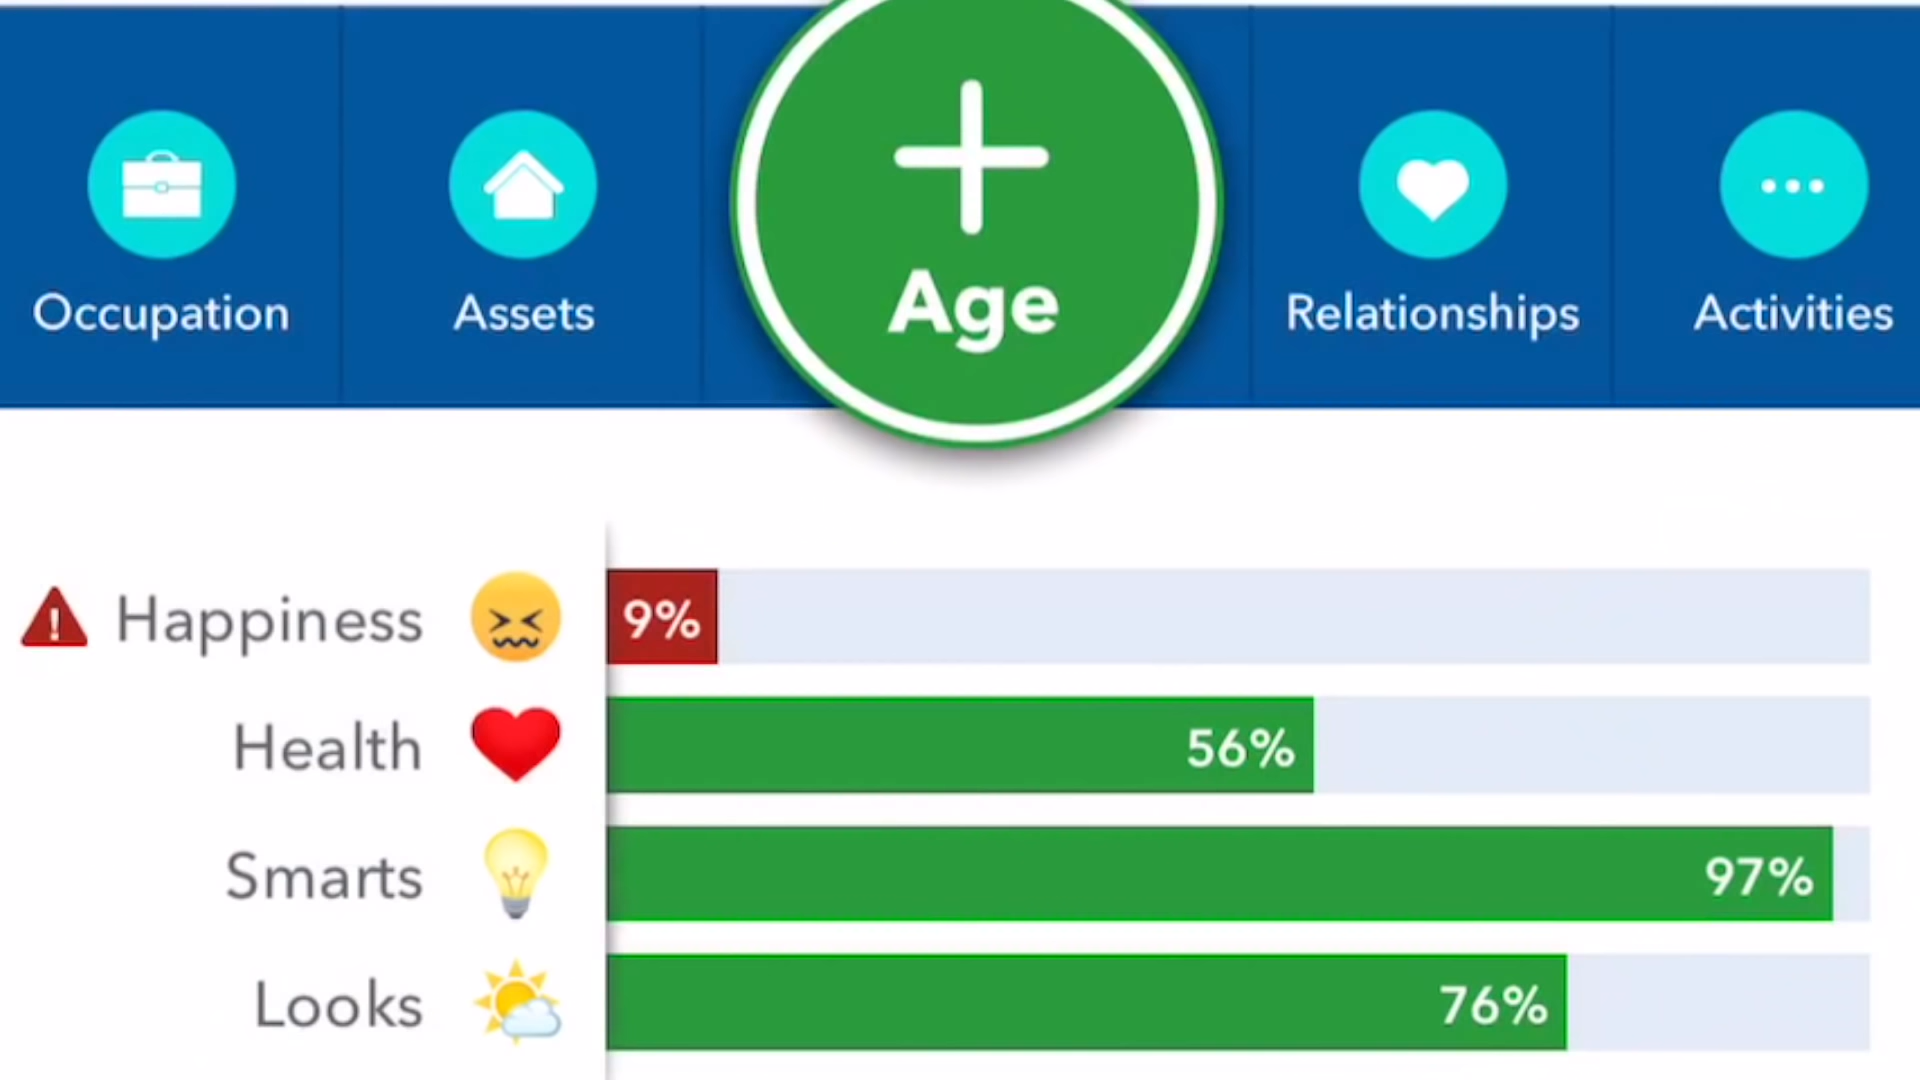 Occupation
Assets
Age
Relationships
Activities
Happiness 9%
Health 56%
Smarts 97%
Looks 76%